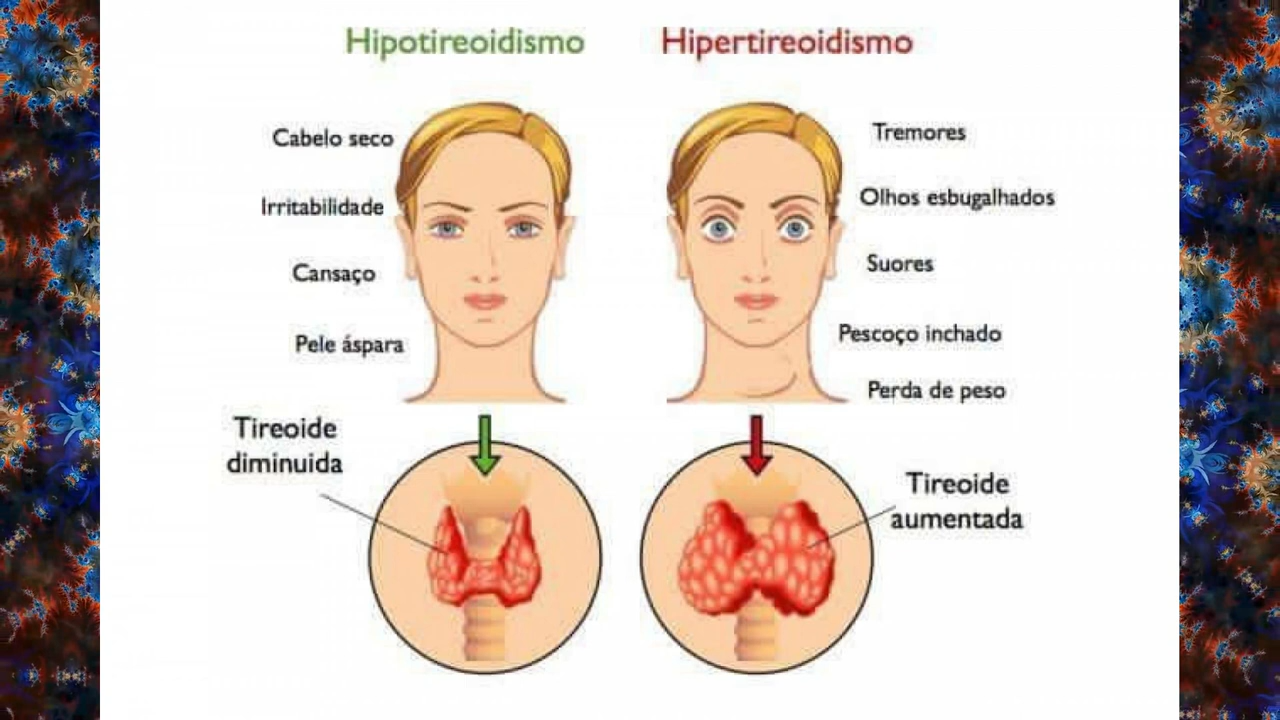 Hipotireoidismo
Cabelo seco
Irritabilidade
Cansaço
Pele áspara
Tireoide
diminuida
Hipertireoidismo
Tremores
Olhos esbugalhados
Suores
Pescoço inchado
Perda de peso
Tireoide
aumentada